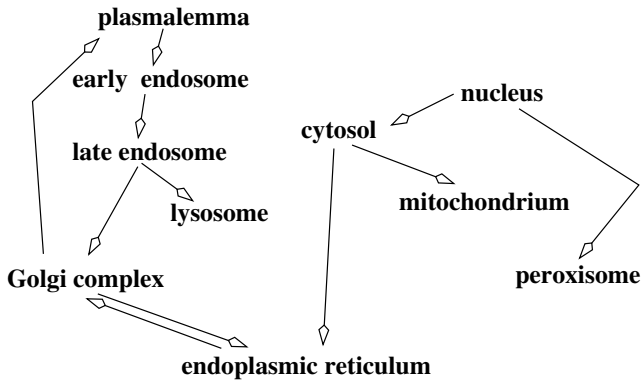 plasmalemma
early endosome
nucleus
cytosol
late endosome
mitochondrium
lysosome
peroxisome
Golgi complex
endoplasmic reticulum